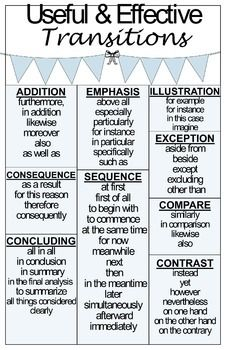 Useful & Effective
Transitions
ADDITION
furthermore,
in addition
likewise
moreover
also
as well as
CONSEQUENCE
as a result
for this reason
therefore
consequently
CONCLUDING
all in all
in conclusion
in summary
in the final analysis
to summarize
all things considered
clearly
EMPHASIS
above all
especially
particularly
for instance
in particular
specifically
such as
SEQUENCE
at first
first of all
to begin with
to commence
at the same time
for now
meanwhile
next
then
in the meantime
later
simultaneously
afterward
immediately
ILLUSTRATION
for example
for instance
in this case
imagine
EXCEPTION
aside from
beside
except
excluding
other than
COMPARE
similarly
in comparison
likewise
also
CONTRAST
instead
yet
however
nevertheless
on one hand
on the other hand
on the contrary